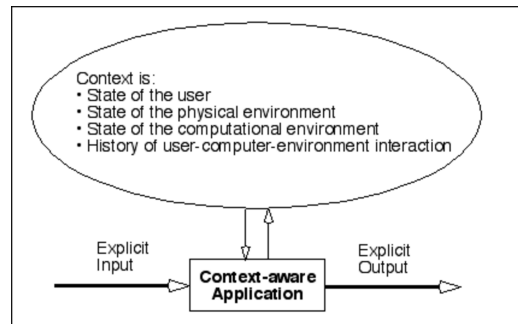 Context is:
• State of the user
• State of the physical environment
• State of the computational environment
• History of user-computer-environment interaction
Explicit
Input
Context-aware
Application
Explicit
Output